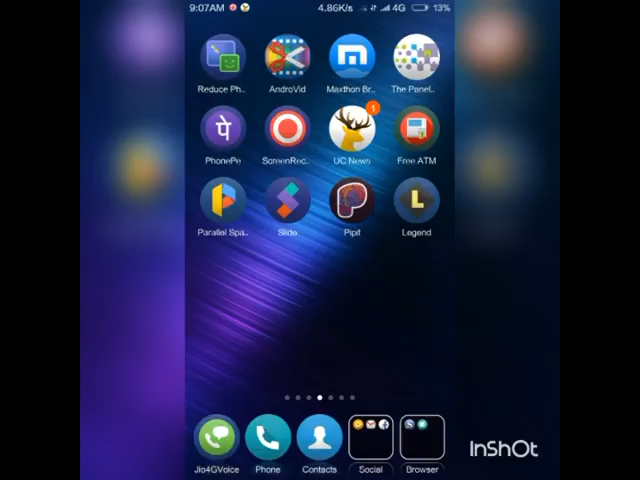 9:07AM 4.86K/s 4G 13%
Reduce Ph.. AndroVid Maxthon Br.. The Panel..
पे
1
PhonePe ScreenRec.. UC News Free ATM
L
Parallel Spa.. Slide Pipit Legend
Jio4GVoice Phone Contacts Social Browser
InShOt